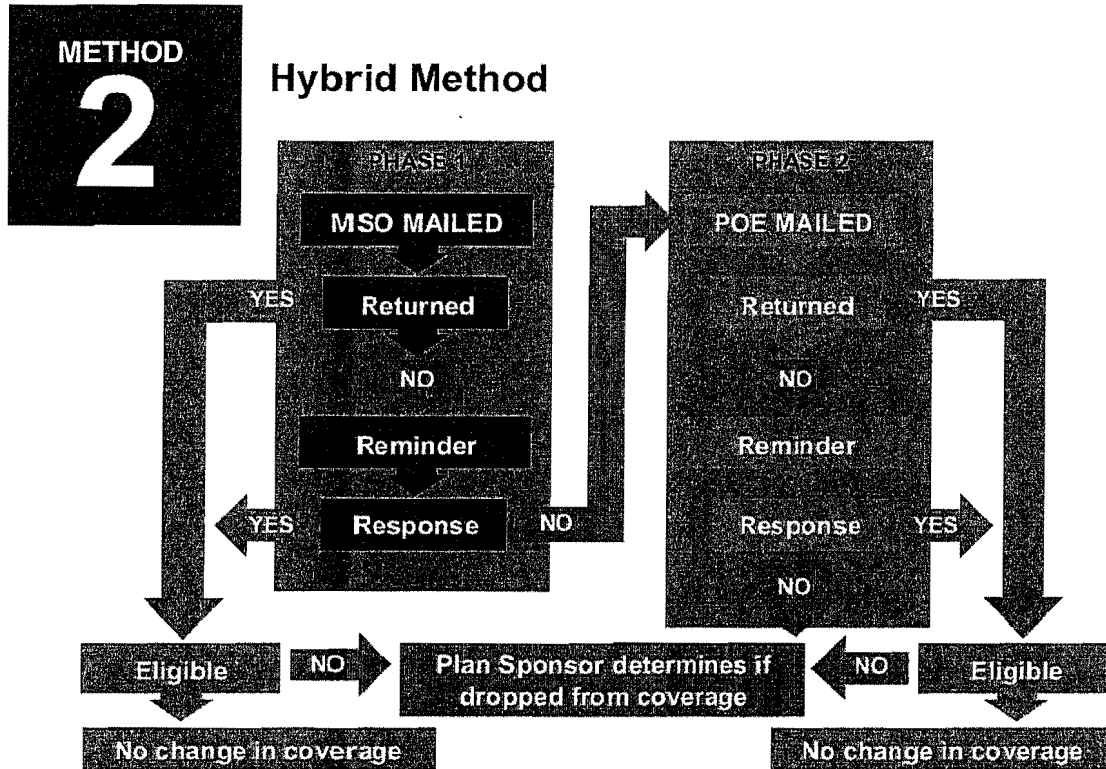 METHOD
2
Hybrid Method
PHASE 1
MSO MAILED
Returned
YES
NO
Reminder
Response
YES
NO
PHASE 2
POE MAILED
Returned
YES
NO
Reminder
Response
YES
NO
Eligible
NO
Plan Sponsor determines if
dropped from coverage
NO
Eligible
No change in coverage
No change in coverage